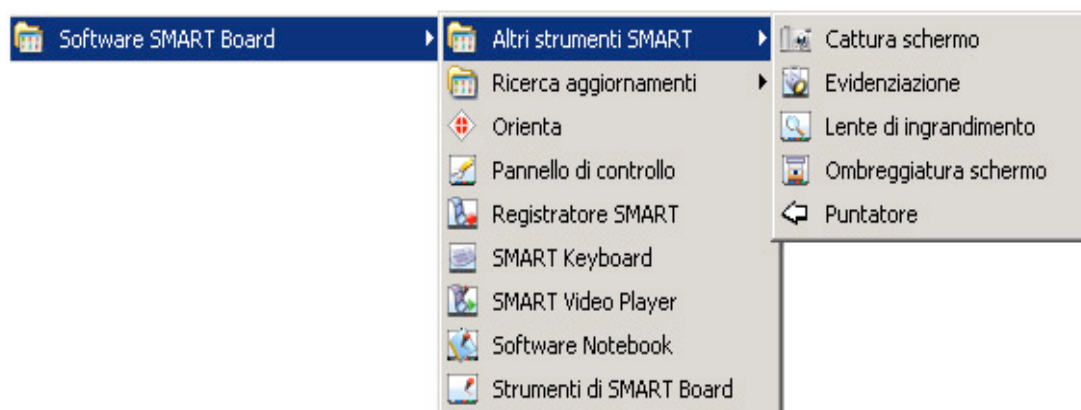 Software SMART Board
Altri strumenti SMART
Ricerca aggiornamenti
Orienta
Pannello di controllo
Registratore SMART
SMART Keyboard
SMART Video Player
Software Notebook
Strumenti di SMART Board
Cattura schermo
Evidenziazione
Lente di ingrandimento
Ombreggiatura schermo
Puntatore